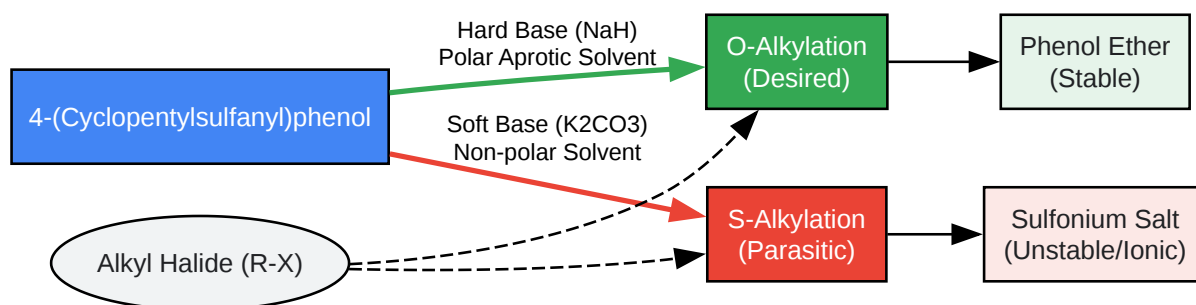 4-(Cyclopentylsulfanyl)phenol
Hard Base (NaH)
Polar Aprotic Solvent
O-Alkylation
(Desired)
Phenol Ether
(Stable)
Soft Base (K2CO3)
Non-polar Solvent
Alkyl Halide (R-X)
S-Alkylation
(Parasitic)
Sulfonium Salt
(Unstable/Ionic)